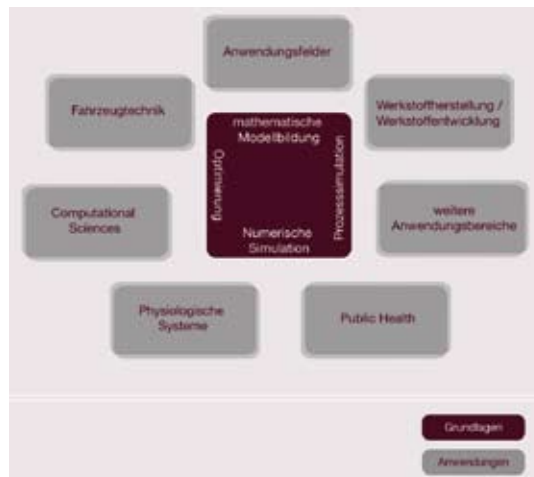 Anwendungsfelder
Fahrzeugtechnik
Werkstoffherstellung /
Werkstoffentwicklung
mathematische
Modellbildung
Optimierung
Prozesssimulation
Numerische
Simulation
Computational
Sciences
weitere
Anwendungsbereiche
Physiologische
Systeme
Public Health
Grundlagen
Anwendungen